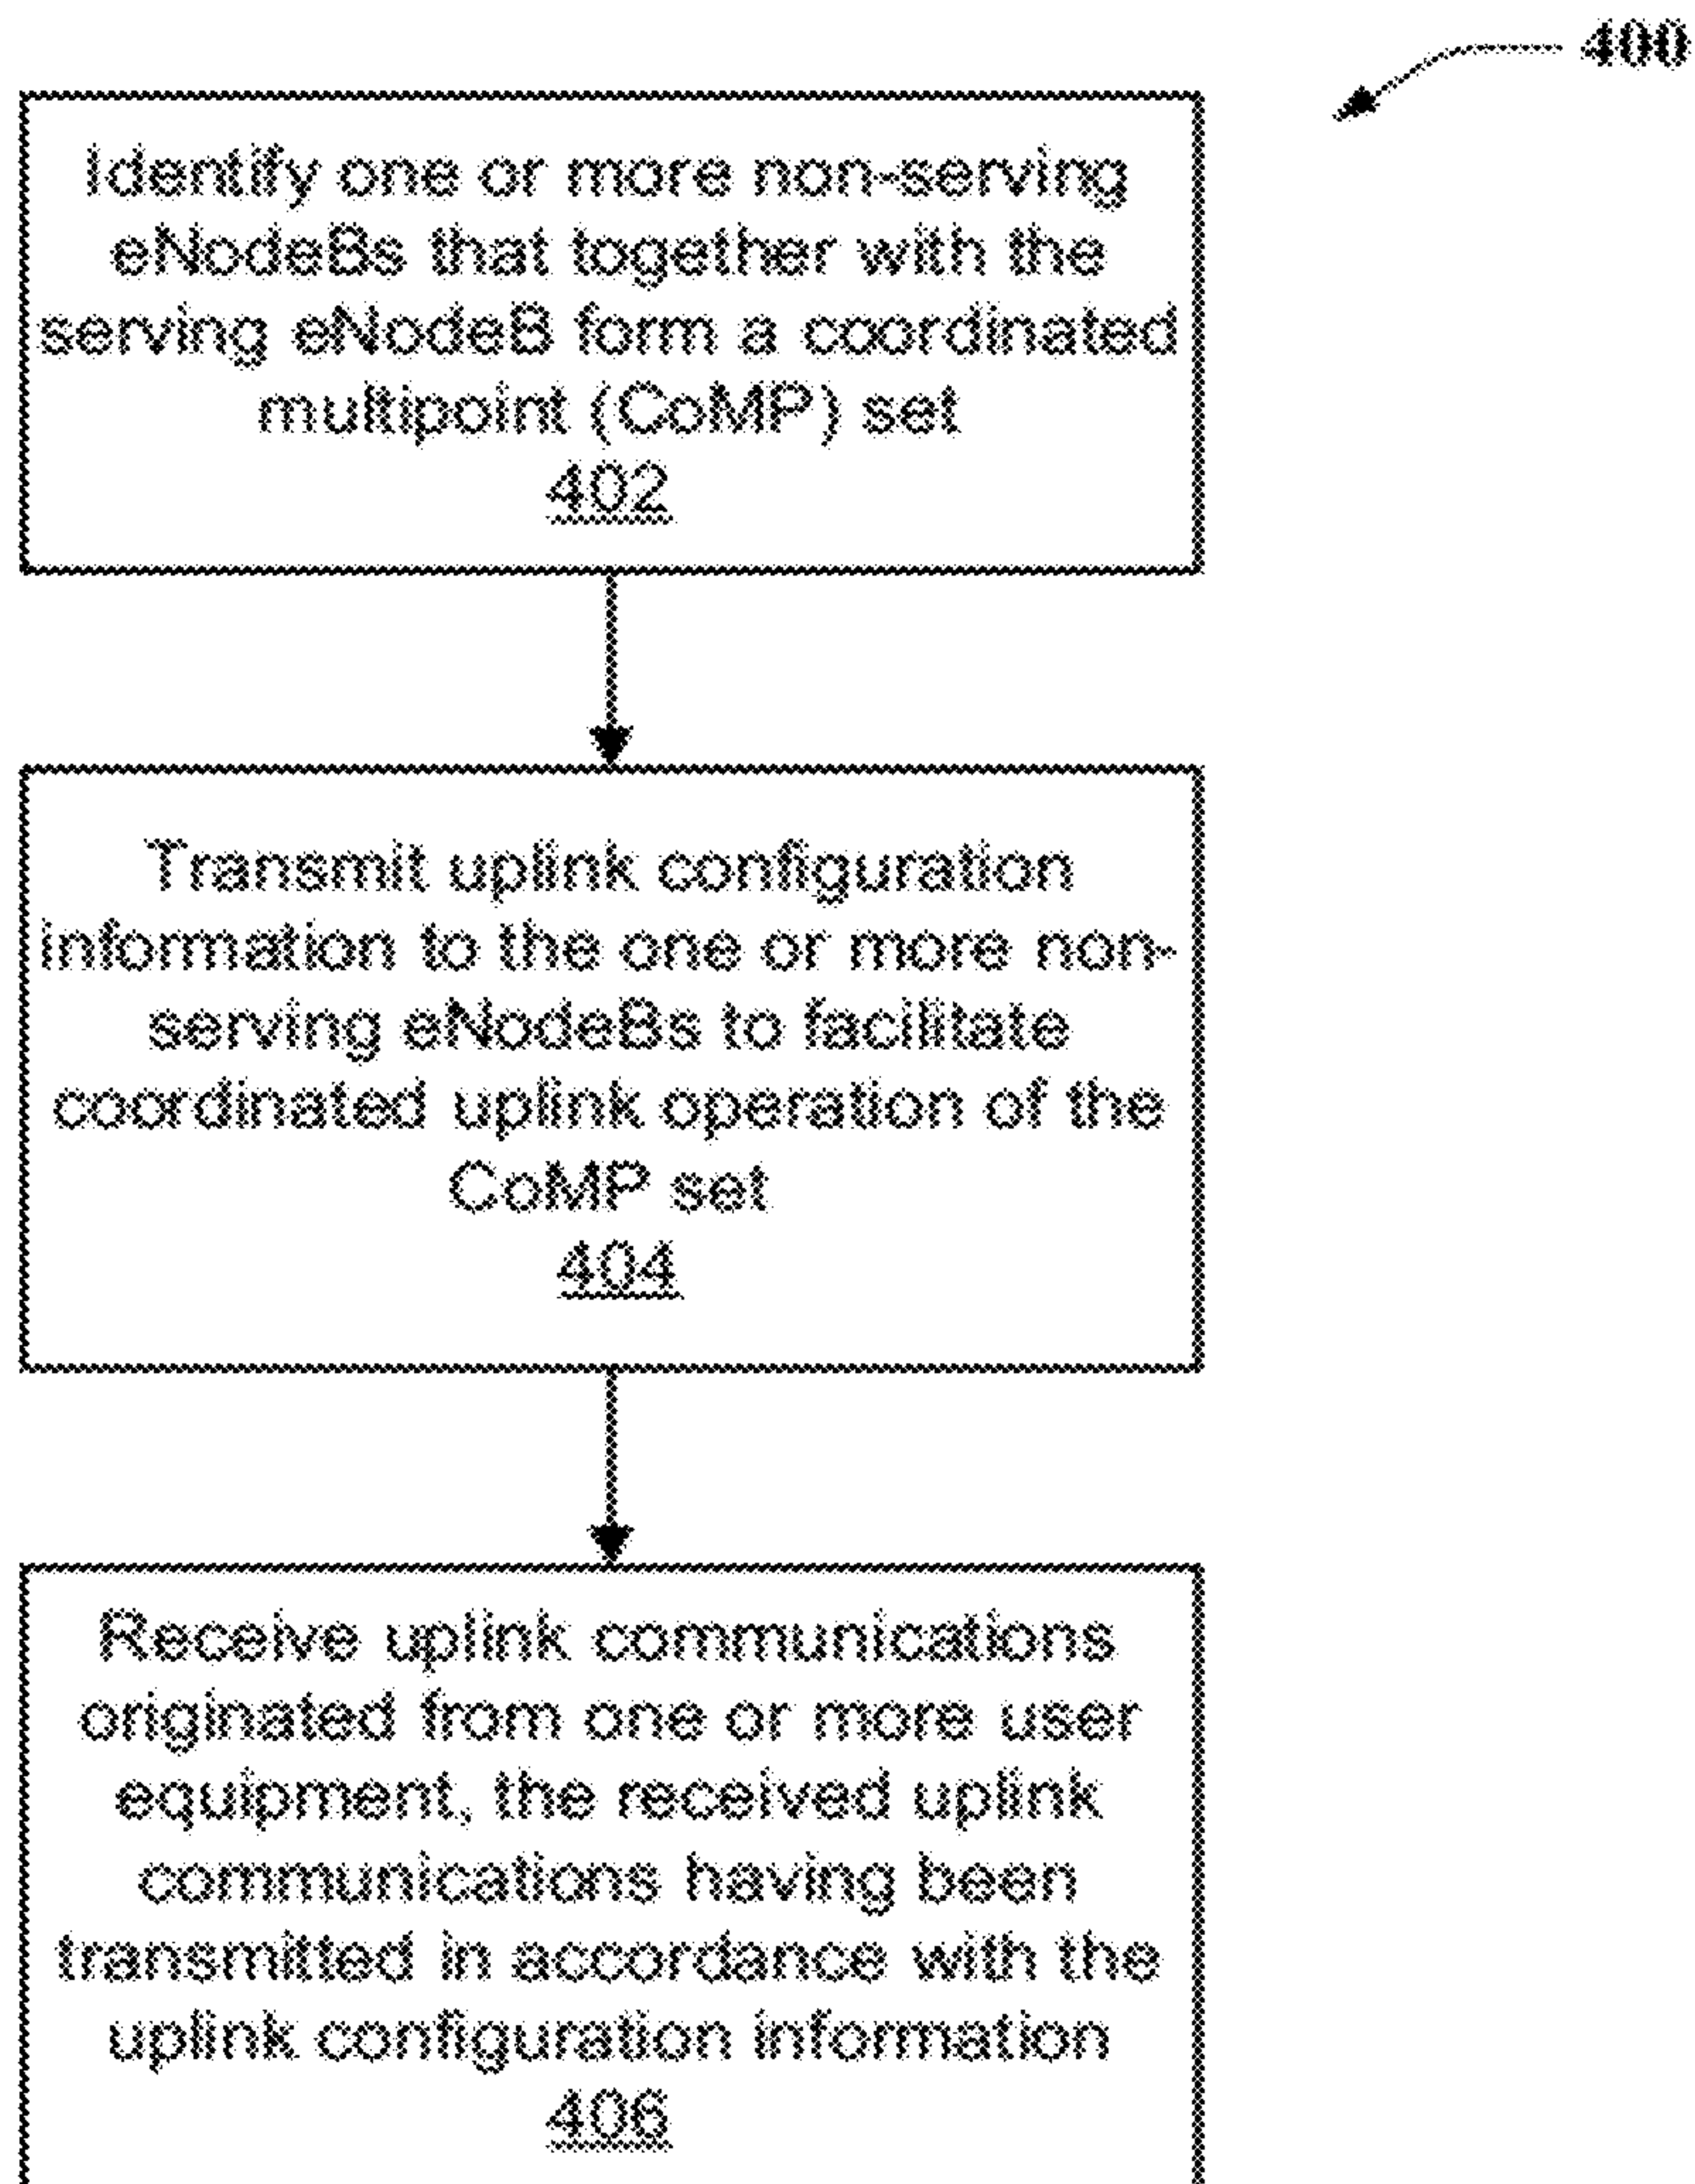 400
Identify one or more non-serving
eNodeBs that together with the
serving eNodeB form a coordinated
multipoint (CoMP) set
402
Transmit uplink configuration
information to the one or more non-
serving eNodeBs to facilitate
coordinated uplink operation of the
CoMP set
404
Receive uplink communications
originated from one or more user
equipment, the received uplink
communications having been
transmitted in accordance with the
uplink configuration information
406